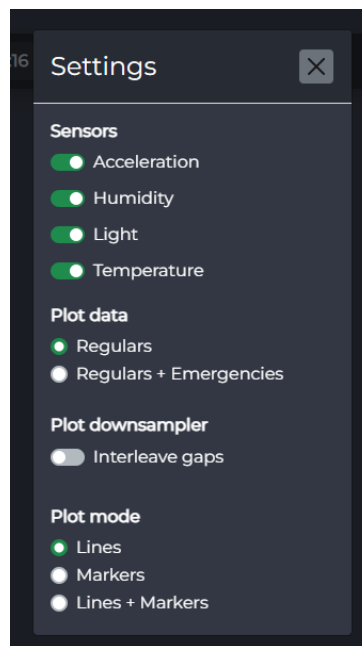 :16
Settings
Sensors
Acceleration
Humidity
Light
Temperature
Plot data
Regulars
Regulars + Emergencies
Plot downsampler
Interleave gaps
Plot mode
Lines
Markers
Lines + Markers